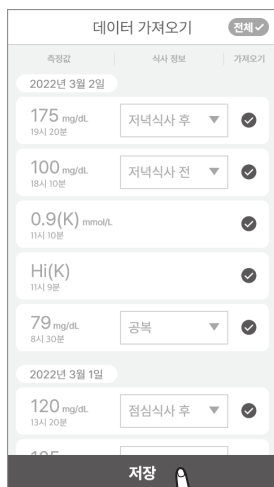 데이터 가져오기
전체
측정값 식사 정보 가져오기
2022년 3월 2일
175 mg/dL 저녁식사 후
19시 20분
100 mg/dL 저녁식사 전
18시 10분
0.9(K) mmol/L
11시 10분
Hi(K)
11시 9분
79 mg/dL 공복
8시 30분
2022년 3월 1일
120 mg/dL 점심식사 후
13시 20분
저장